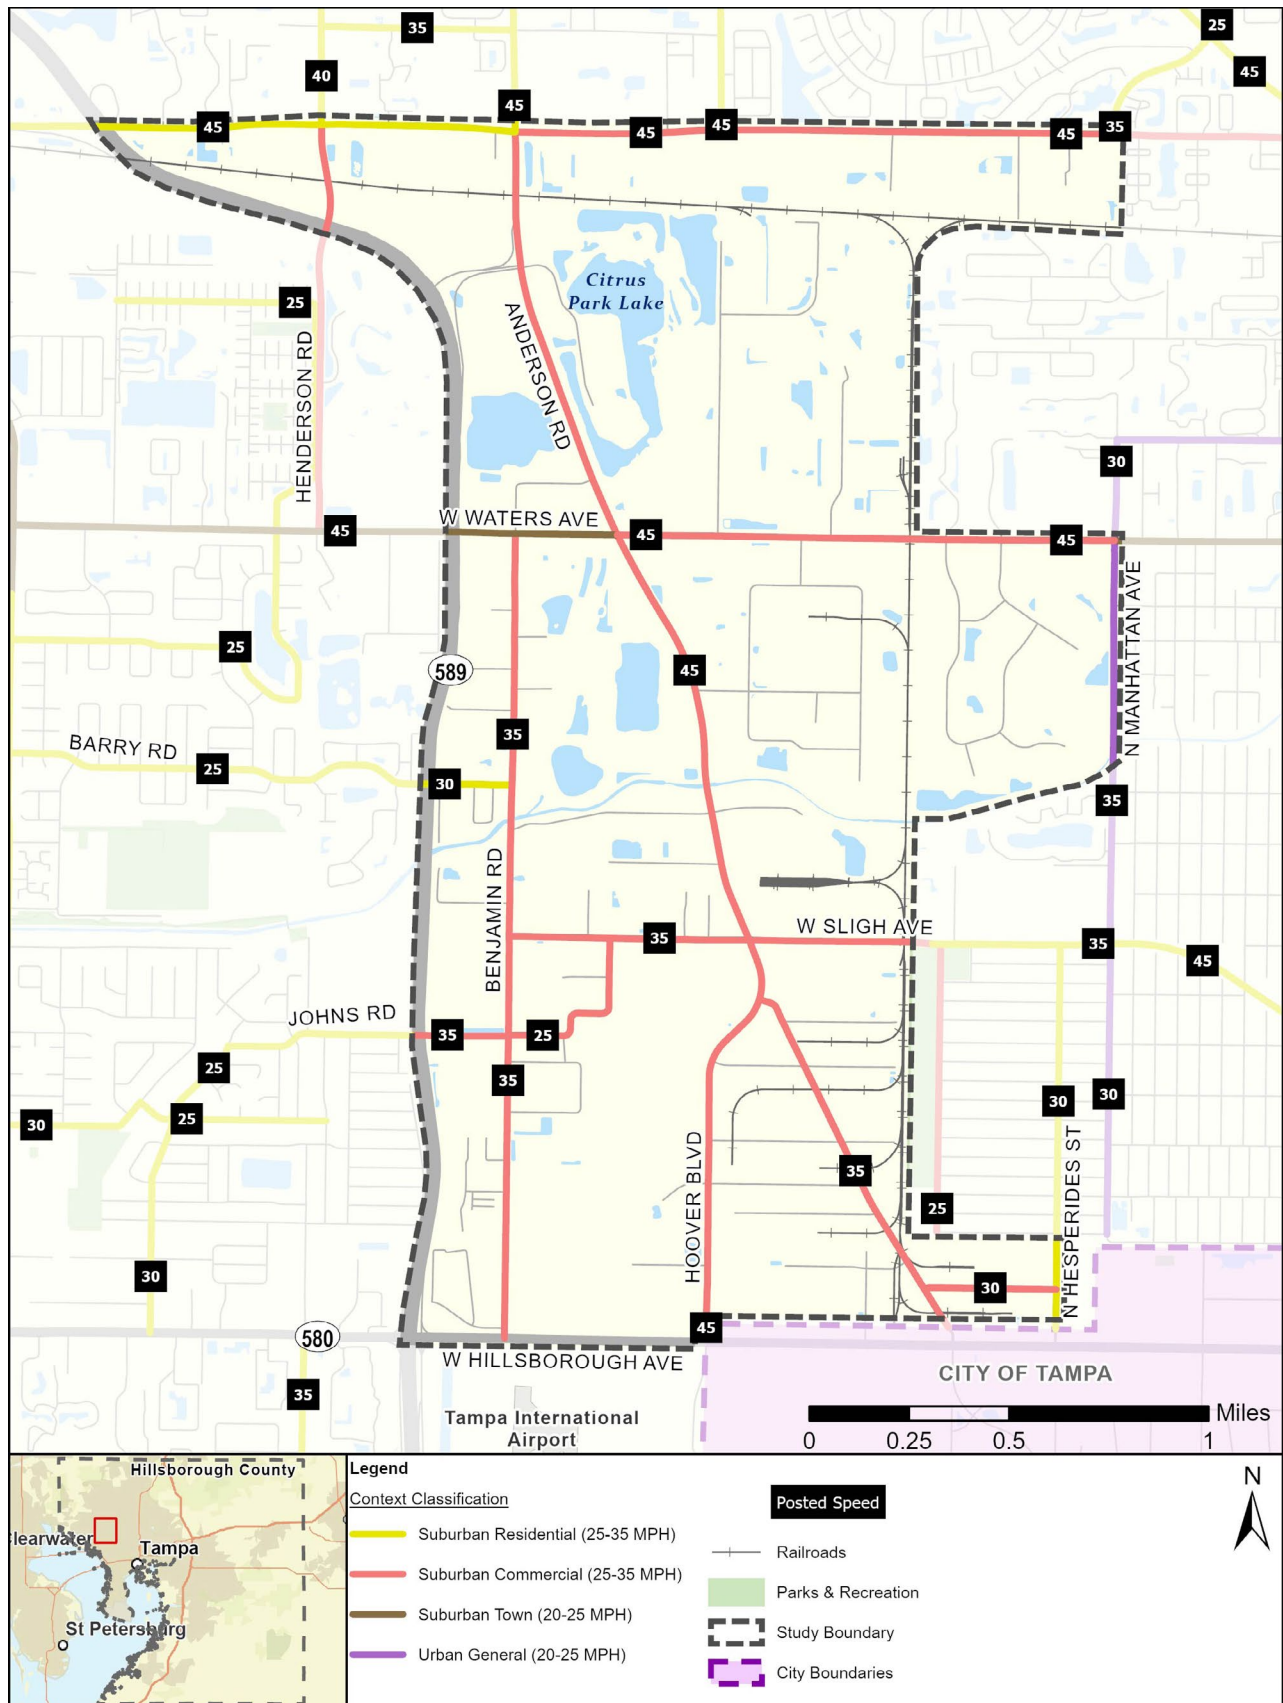 35
25
40
45
45
45
45
45
45
35
Citrus
Park Lake
25
HENDERSON RD
ANDERSON RD
30
W WATERS AVE
45
45
45
N MANHATTAN AVE
25
589
45
35
BARRY RD
25
30
35
BENJAMIN RD
W SLIGH AVE
35
35
45
JOHNS RD
35
25
25
35
30
25
30
30
HOOVER BLVD
35
N HESPERIDES ST
25
30
30
580
45
W HILLSBOROUGH AVE
CITY OF TAMPA
35
Tampa International
Airport
Miles
0 0.25 0.5 1
Hillsborough County
Clearwater
Tampa
St Petersburg
Legend
Context Classification
Suburban Residential (25-35 MPH)
Suburban Commercial (25-35 MPH)
Suburban Town (20-25 MPH)
Urban General (20-25 MPH)
Posted Speed
Railroads
Parks & Recreation
Study Boundary
City Boundaries
N